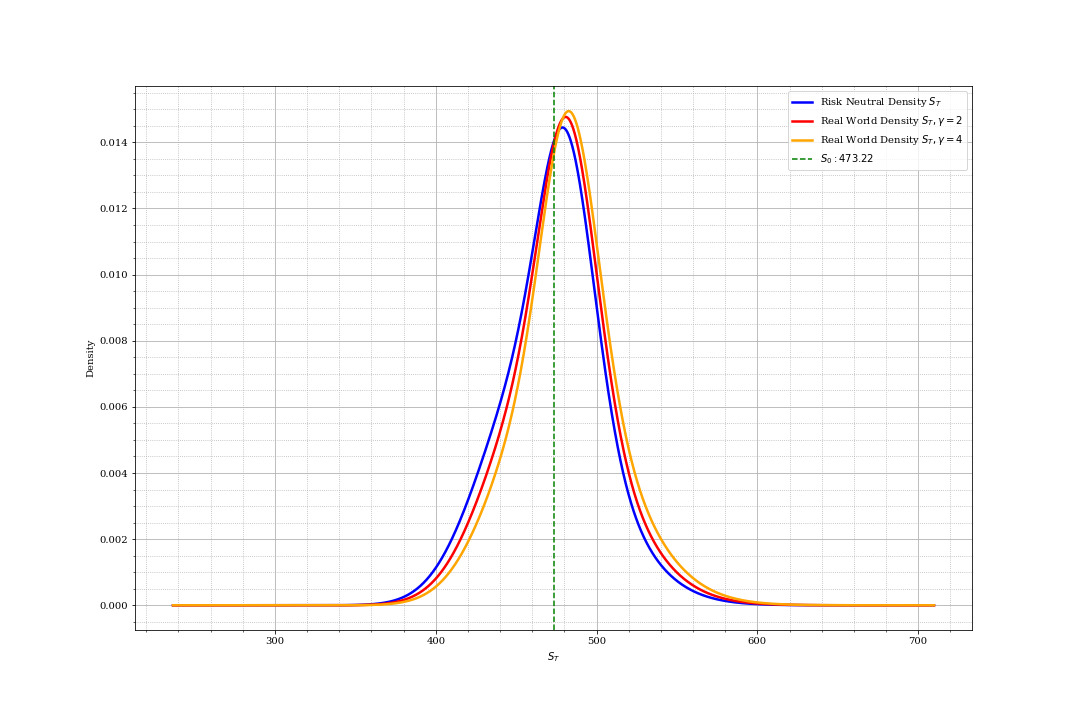 Risk Neutral Density $S_T$
Real World Density $S_T, \gamma = 2$
Real World Density $S_T, \gamma = 4$
$S_0 : 473.22$
0.014
0.012
0.010
0.008
0.006
0.004
0.002
0.000
Density
300 400 500 600 700
$S_T$